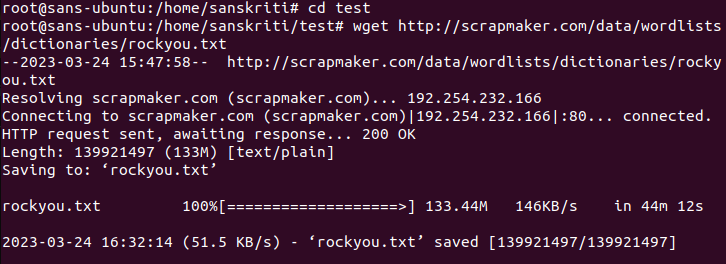 root@sans-ubuntu:/home/sanskriti# cd test
root@sans-ubuntu:/home/sanskriti/test# wget http://scrapmaker.com/data/wordlists
/dictionaries/rockyou.txt
--2023-03-24 15:47:58--  http://scrapmaker.com/data/wordlists/dictionaries/rocky
ou.txt
Resolving scrapmaker.com (scrapmaker.com)... 192.254.232.166
Connecting to scrapmaker.com (scrapmaker.com)|192.254.232.166|:80... connected.
HTTP request sent, awaiting response... 200 OK
Length: 139921497 (133M) [text/plain]
Saving to: ‘rockyou.txt’
rockyou.txt         100%[===================>] 133.44M   146KB/s    in 44m 12s
2023-03-24 16:32:14 (51.5 KB/s) - ‘rockyou.txt’ saved [139921497/139921497]